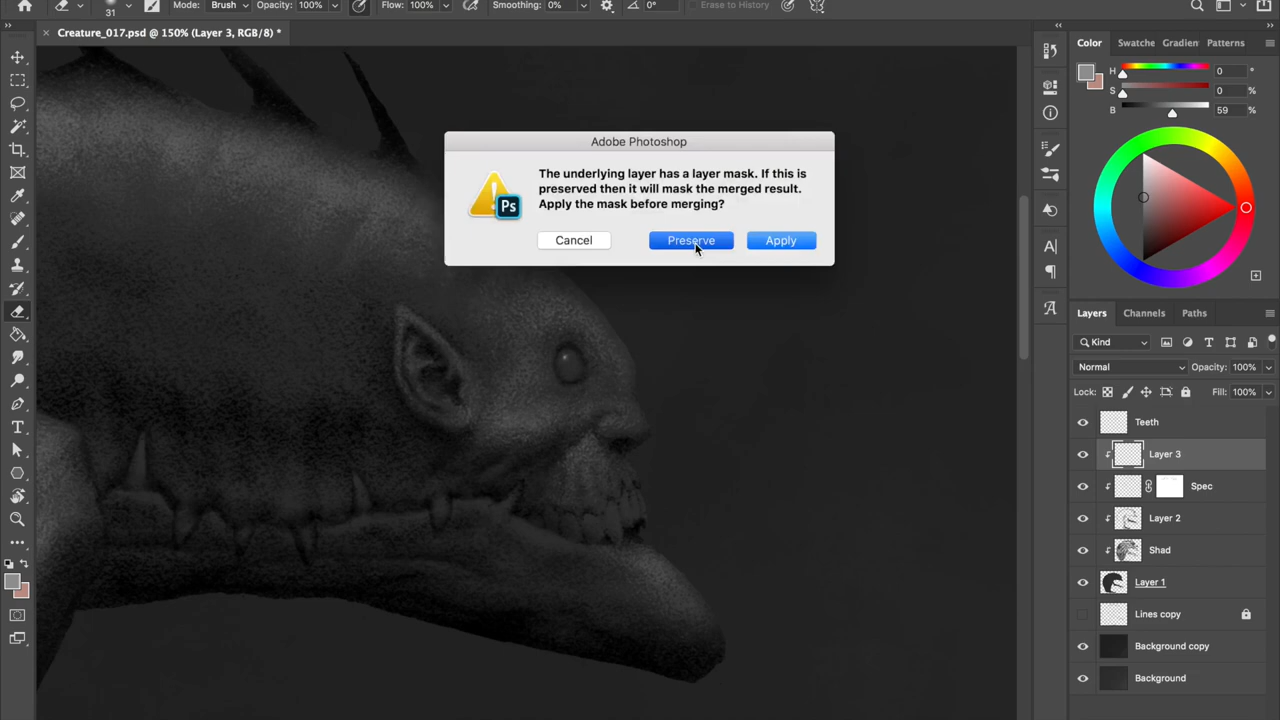 31 Mode: Brush Opacity: 100% Flow: 100% Smoothing: 0% 0° Erase to History
Creature_017.psd @ 150% (Layer 3, RGB/8) *
Color Swatche Gradien Patterns
H 0 °
S 0 %
B 59 %
Adobe Photoshop
The underlying layer has a layer mask. If this is
preserved then it will mask the merged result.
Apply the mask before merging?
Ps
Cancel Preserve Apply
Layers Channels Paths
Kind
Normal Opacity: 100%
Lock: Fill: 100%
Teeth
Layer 3
Spec
Layer 2
Shad
Layer 1
Lines copy
Background copy
Background